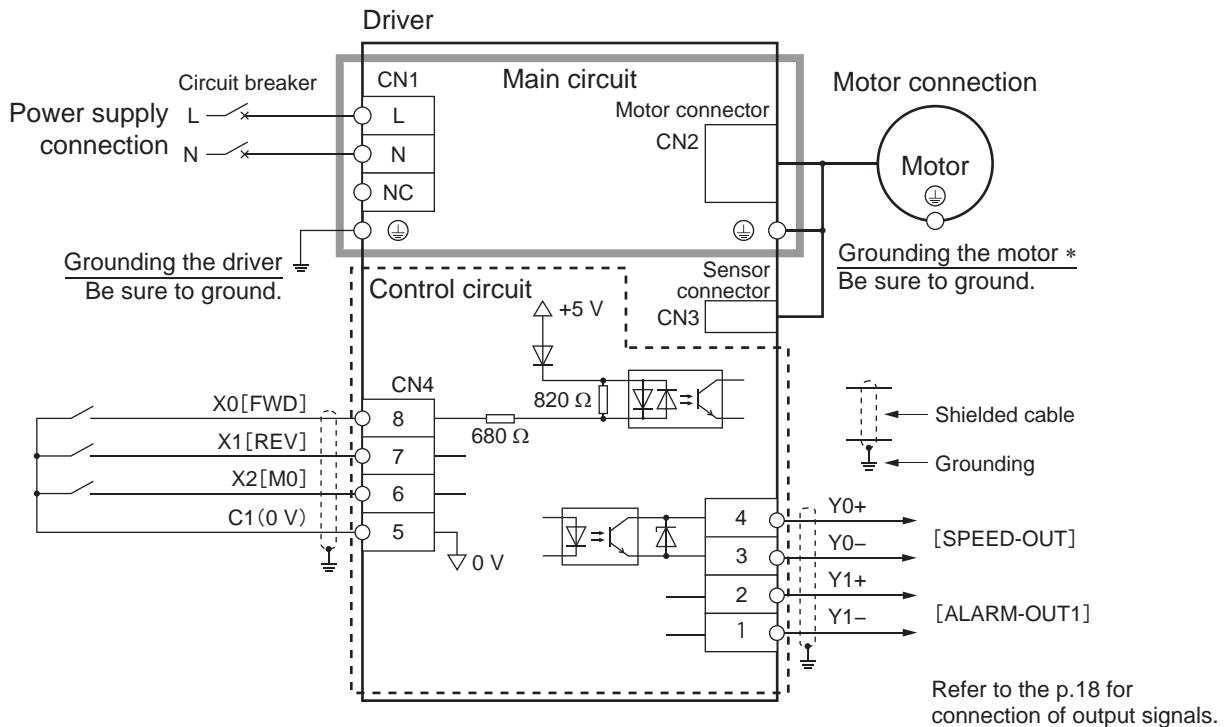 Driver
Circuit breaker
CN1
Main circuit
Motor connection
Power supply
connection
L
N
L
N
NC
Motor connector
CN2
Motor
Grounding the driver
Be sure to ground.
Grounding the motor *
Be sure to ground.
Sensor
connector
CN3
Control circuit
+5 V
820 Ω
680 Ω
CN4
X0[FWD]
8
X1[REV]
7
X2[M0]
6
C1(0 V)
5
0 V
Shielded cable
Grounding
4
Y0+
3
Y0−
[SPEED-OUT]
2
Y1+
1
Y1−
[ALARM-OUT1]
Refer to the p.18 for
connection of output signals.